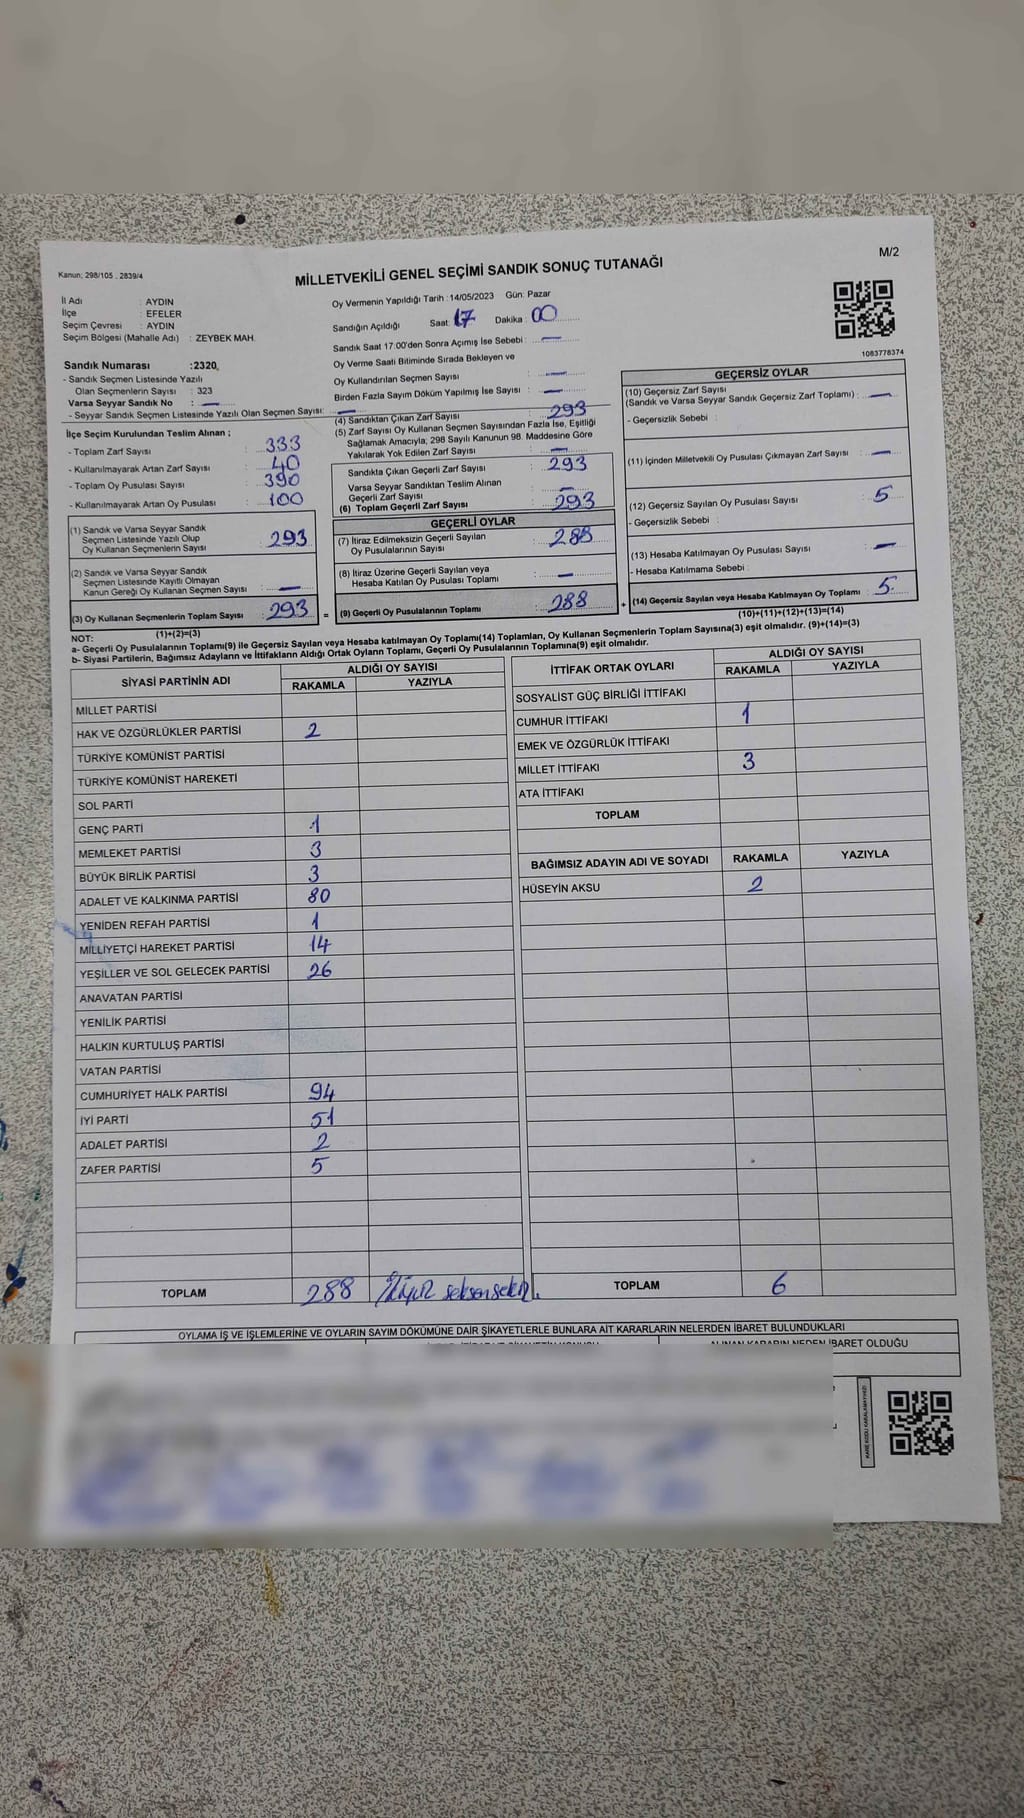 Kanun; 298/105 . 2839/4
MİLLETVEKİLİ GENEL SEÇİMİ SANDIK SONUÇ TUTANAĞI
M/2
İl Adı : AYDIN
İlçe : EFELER
Seçim Çevresi : AYDIN
Seçim Bölgesi (Mahalle Adı) : ZEYBEK MAH.
Oy Vermenin Yapıldığı Tarih : 14/05/2023 Gün: Pazar
Sandığın Açıldığı Saat: 17 Dakika : 00
Sandık Saat 17:00'den Sonra Açımış İse Sebebi : —
Oy Verme Saati Bitiminde Sırada Bekleyen ve
Oy Kullandırılan Seçmen Sayısı : —
Birden Fazla Sayım Döküm Yapılmış İse Sayısı : —
1083778374
Sandık Numarası :2320
- Sandık Seçmen Listesinde Yazılı
Olan Seçmenlerin Sayısı : 323
Varsa Seyyar Sandık No : —
- Seyyar Sandık Seçmen Listesinde Yazılı Olan Seçmen Sayısı: —
İlçe Seçim Kurulundan Teslim Alınan ;
- Toplam Zarf Sayısı : 333
- Kullanılmayarak Artan Zarf Sayısı : 40
- Toplam Oy Pusulası Sayısı : 390
- Kullanılmayarak Artan Oy Pusulası : 100
(1) Sandık ve Varsa Seyyar Sandık
Seçmen Listesinde Yazılı Olup
Oy Kullanan Seçmenlerin Sayısı : 293
(2) Sandık ve Varsa Seyyar Sandık
Seçmen Listesinde Kayıtlı Olmayan
Kanun Gereği Oy Kullanan Seçmen Sayısı : —
(3) Oy Kullanan Seçmenlerin Toplam Sayısı : 293 =
(1)+(2)=(3)
(4) Sandıktan Çıkan Zarf Sayısı : 293
(5) Zarf Sayısı Oy Kullanan Seçmen Sayısından Fazla İse, Eşitliği
Sağlamak Amacıyla; 298 Sayılı Kanunun 98. Maddesine Göre
Yakılarak Yok Edilen Zarf Sayısı : —
Sandıkta Çıkan Geçerli Zarf Sayısı : 293
Varsa Seyyar Sandıktan Teslim Alınan
Geçerli Zarf Sayısı : —
(6) Toplam Geçerli Zarf Sayısı : 293
GEÇERLİ OYLAR
(7) İtiraz Edilmeksizin Geçerli Sayılan
Oy Pusulalarının Sayısı : 288
(8) İtiraz Üzerine Geçerli Sayılan veya
Hesaba Katılan Oy Pusulası Toplamı : —
(9) Geçerli Oy Pusulalarının Toplamı : 288 +
GEÇERSİZ OYLAR
(10) Geçersiz Zarf Sayısı
(Sandık ve Varsa Seyyar Sandık Geçersiz Zarf Toplamı) : —
- Geçersizlik Sebebi :
(11) İçinden Milletvekili Oy Pusulası Çıkmayan Zarf Sayısı : —
(12) Geçersiz Sayılan Oy Pusulası Sayısı : 5
- Geçersizlik Sebebi :
(13) Hesaba Katılmayan Oy Pusulası Sayısı : —
- Hesaba Katılmama Sebebi :
(14) Geçersiz Sayılan veya Hesaba Katılmayan Oy Toplamı : 5
(10)+(11)+(12)+(13)=(14)
NOT:
a- Geçerli Oy Pusulalarının Toplamı(9) ile Geçersiz Sayılan veya Hesaba katılmayan Oy Toplamı(14) Toplamları, Oy Kullanan Seçmenlerin Toplam Sayısına(3) eşit olmalıdır. (9)+(14)=(3)
b- Siyasi Partilerin, Bağımsız Adayların ve İttifakların Aldığı Ortak Oyların Toplamı, Geçerli Oy Pusulalarının Toplamına(9) eşit olmalıdır.
SİYASİ PARTİNİN ADI ALDIĞI OY SAYISI
RAKAMLA YAZIYLA
MİLLET PARTİSİ
HAK VE ÖZGÜRLÜKLER PARTİSİ 2
TÜRKİYE KOMÜNİST PARTİSİ
TÜRKİYE KOMÜNİST HAREKETİ
SOL PARTİ
GENÇ PARTİ 1
MEMLEKET PARTİSİ 3
BÜYÜK BİRLİK PARTİSİ 3
ADALET VE KALKINMA PARTİSİ 80
YENİDEN REFAH PARTİSİ 1
MİLLİYETÇİ HAREKET PARTİSİ 14
YEŞİLLER VE SOL GELECEK PARTİSİ 26
ANAVATAN PARTİSİ
YENİLİK PARTİSİ
HALKIN KURTULUŞ PARTİSİ
VATAN PARTİSİ
CUMHURİYET HALK PARTİSİ 94
İYİ PARTİ 51
ADALET PARTİSİ 2
ZAFER PARTİSİ 5
TOPLAM 288 İkiyüz seksensekiz.
İTTİFAK ORTAK OYLARI ALDIĞI OY SAYISI
RAKAMLA YAZIYLA
SOSYALİST GÜÇ BİRLİĞİ İTTİFAKI
CUMHUR İTTİFAKI 1
EMEK VE ÖZGÜRLÜK İTTİFAKI
MİLLET İTTİFAKI 3
ATA İTTİFAKI
TOPLAM
BAĞIMSIZ ADAYIN ADI VE SOYADI RAKAMLA YAZIYLA
HÜSEYİN AKSU 2
TOPLAM 6
OYLAMA İŞ VE İŞLEMLERİNE VE OYLARIN SAYIM DÖKÜMÜNE DAİR ŞİKAYETLERLE BUNLARA AİT KARARLARIN NELERDEN İBARET BULUNDUKLARI
ALINAN KARARIN NEDEN İBARET OLDUĞU
KARE KODU KARALAMAYINIZ!